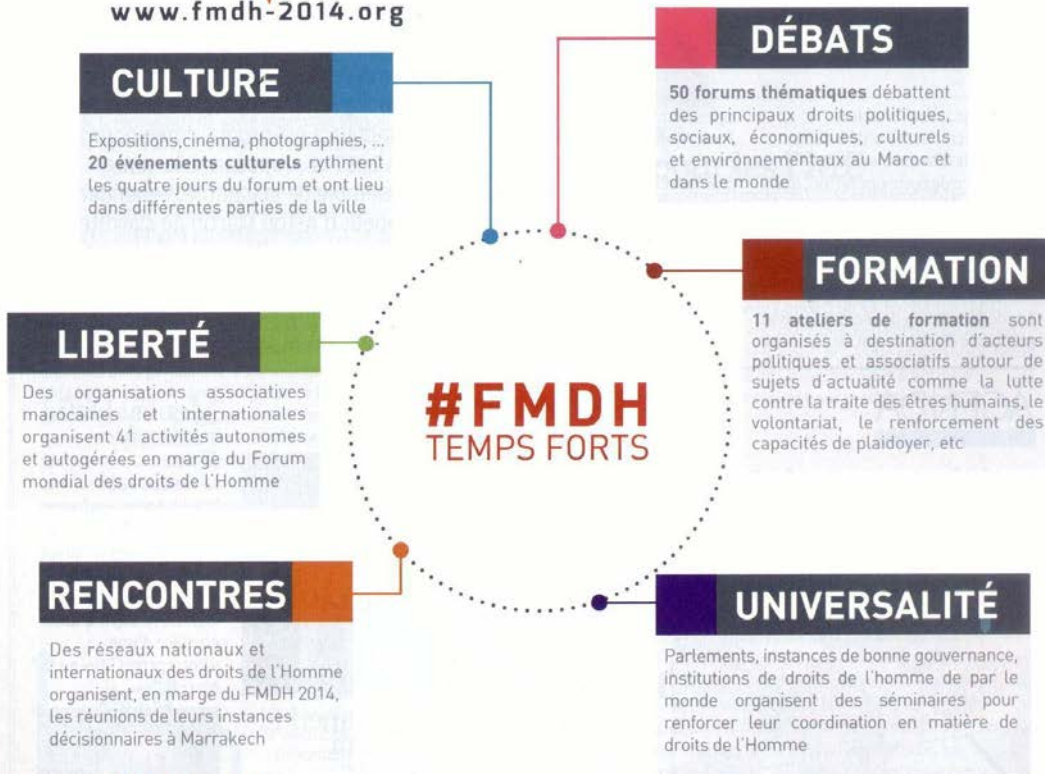 www.fmdh-2014.org
CULTURE
Expositions,cinéma, photographies, ...
20 événements culturels rythment
les quatre jours du forum et ont lieu
dans différentes parties de la ville
DÉBATS
50 forums thématiques débattent
des principaux droits politiques,
sociaux, économiques, culturels
et environnementaux au Maroc et
dans le monde
FORMATION
11 ateliers de formation sont
organisés à destination d'acteurs
politiques et associatifs autour de
sujets d'actualité comme la lutte
contre la traite des êtres humains, le
volontariat, le renforcement des
capacités de plaidoyer, etc
LIBERTÉ
Des organisations associatives
marocaines et internationales
organisent 41 activités autonomes
et autogérées en marge du Forum
mondial des droits de l'Homme
#FMDH
TEMPS FORTS
RENCONTRES
Des réseaux nationaux et
internationaux des droits de l'Homme
organisent, en marge du FMDH 2014,
les réunions de leurs instances
décisionnaires à Marrakech
UNIVERSALITÉ
Parlements, instances de bonne gouvernance,
institutions de droits de l'homme de par le
monde organisent des séminaires pour
renforcer leur coordination en matière de
droits de l'Homme